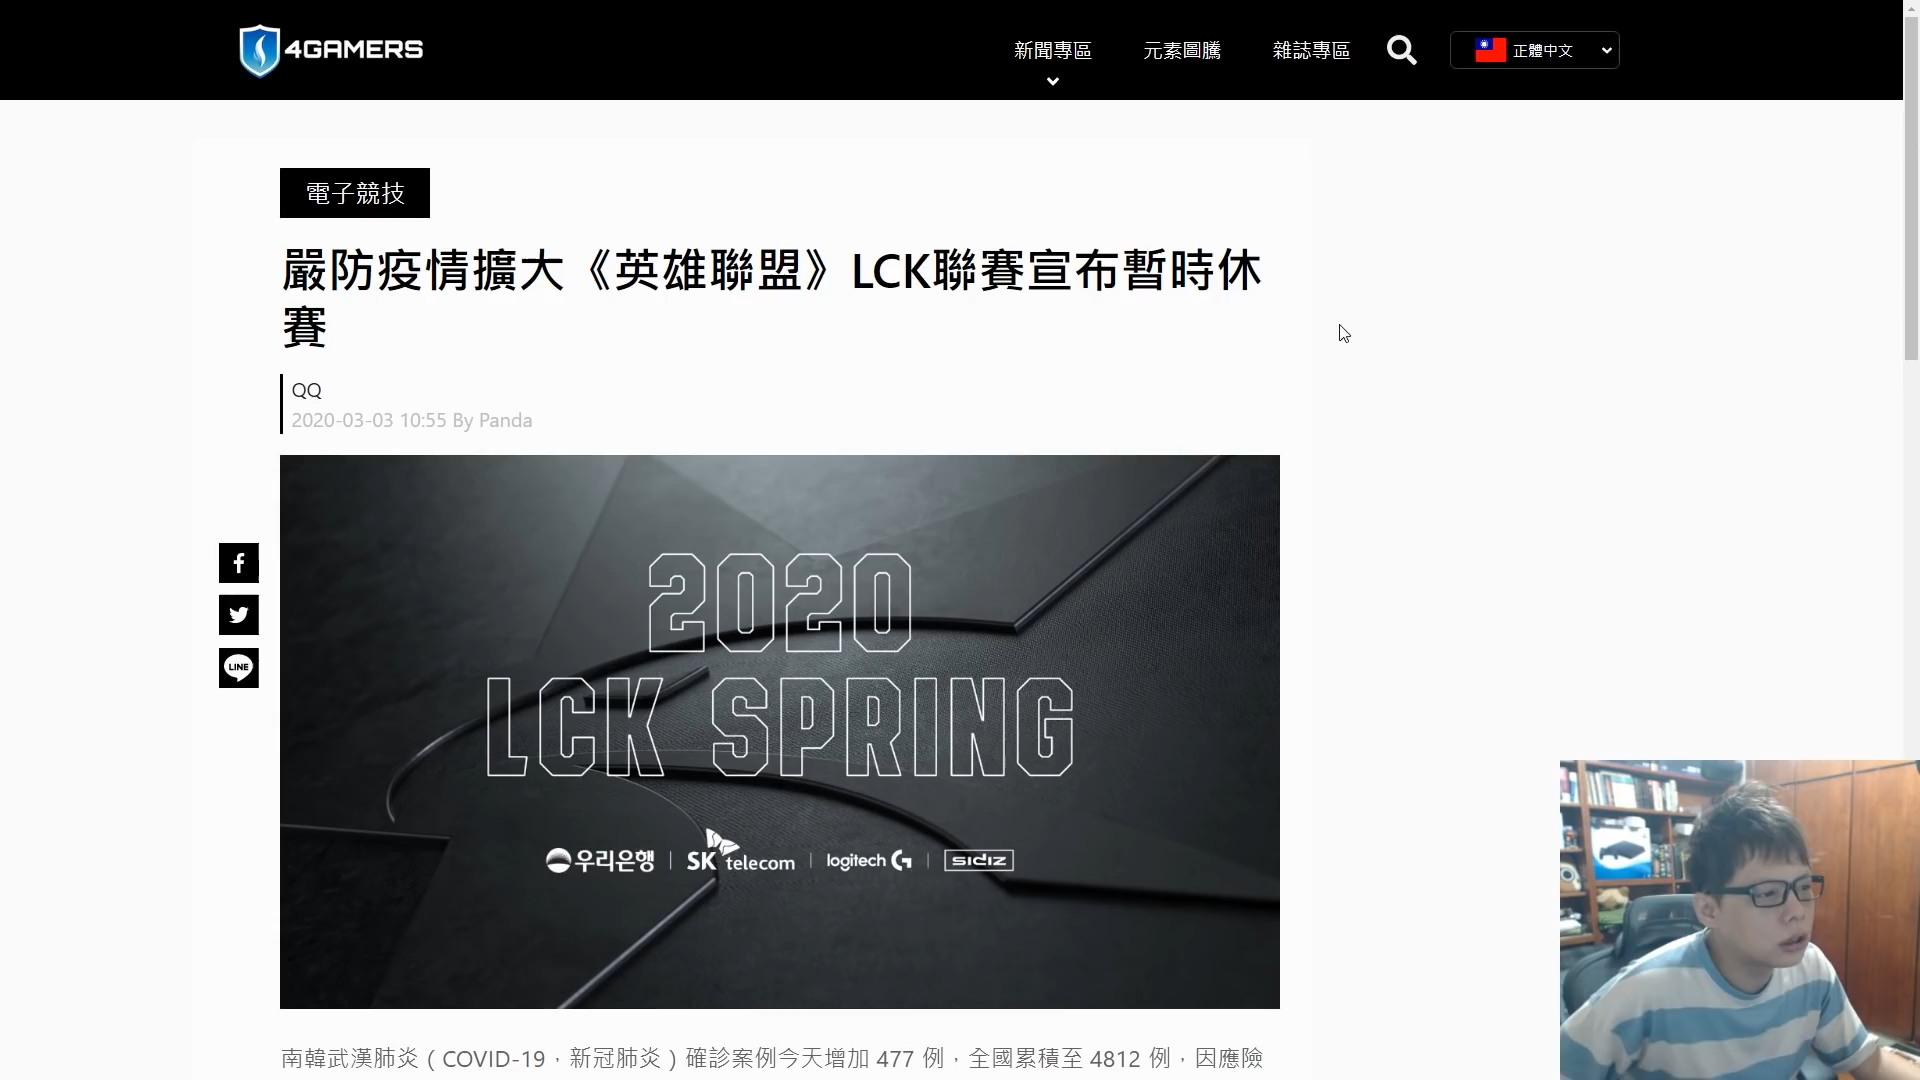 4GAMERS
新聞專區
元素圖騰
雜誌專區
正體中文
電子競技
嚴防疫情擴大《英雄聯盟》LCK聯賽宣布暫時休
賽
QQ
2020-03-03 10:55 By Panda
2020
LCK SPRING
우리은행 | SK telecom | logitech G | sidiz
LINE
南韓武漢肺炎（COVID-19，新冠肺炎）確診案例今天增加 477 例，全國累積至 4812 例，因應險